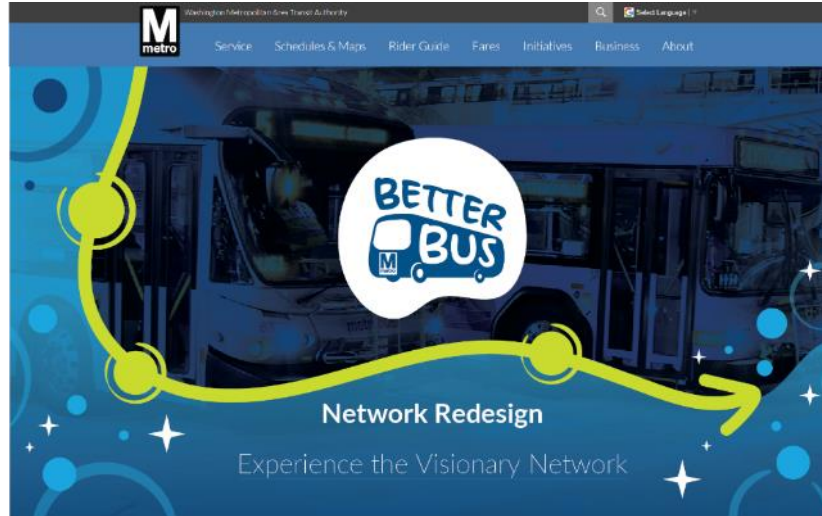 Washington Metropolitan Area Transit Authority
Select Language
M
metro
Service Schedules & Maps Rider Guide Fares Initiatives Business About
BETTER
BUS
M
metro
Network Redesign
Experience the Visionary Network